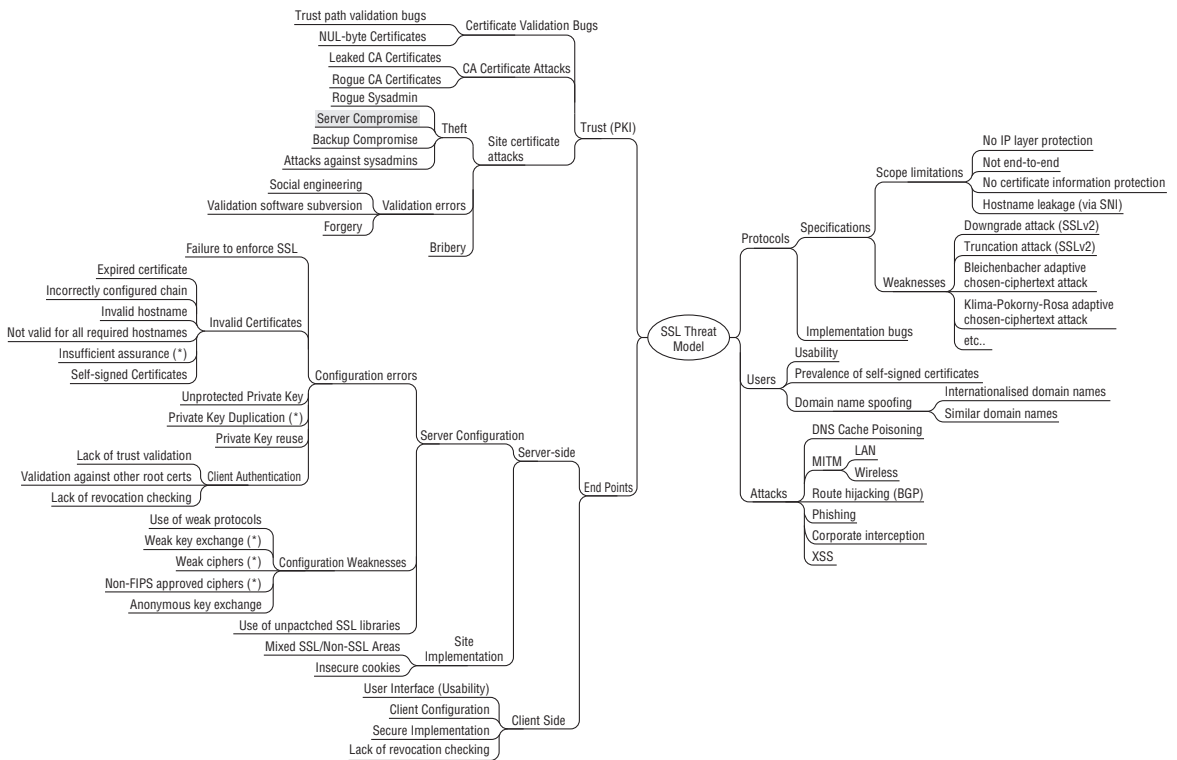 Trust path validation bugs
NUL-byte Certificates
Certificate Validation Bugs
Leaked CA Certificates
Rogue CA Certificates
CA Certificate Attacks
Rogue Sysadmin
Server Compromise
Backup Compromise
Attacks against sysadmins
Theft
Social engineering
Validation software subversion
Forgery
Validation errors
Bribery
Site certificate
attacks
Trust (PKI)
Failure to enforce SSL
Expired certificate
Incorrectly configured chain
Invalid hostname
Not valid for all required hostnames
Insufficient assurance (*)
Self-signed Certificates
Invalid Certificates
Unprotected Private Key
Private Key Duplication (*)
Private Key reuse
Lack of trust validation
Validation against other root certs
Lack of revocation checking
Client Authentication
Configuration errors
Use of weak protocols
Weak key exchange (*)
Weak ciphers (*)
Non-FIPS approved ciphers (*)
Anonymous key exchange
Configuration Weaknesses
Use of unpactched SSL libraries
Server Configuration
Mixed SSL/Non-SSL Areas
Insecure cookies
Site
Implementation
Server-side
User Interface (Usability)
Client Configuration
Secure Implementation
Lack of revocation checking
Client Side
End Points
SSL Threat
Model
Protocols
Specifications
Scope limitations
No IP layer protection
Not end-to-end
No certificate information protection
Hostname leakage (via SNI)
Weaknesses
Downgrade attack (SSLv2)
Truncation attack (SSLv2)
Bleichenbacher adaptive
chosen-ciphertext attack
Klima-Pokorny-Rosa adaptive
chosen-ciphertext attack
etc..
Implementation bugs
Users
Usability
Prevalence of self-signed certificates
Domain name spoofing
Internationalised domain names
Similar domain names
Attacks
DNS Cache Poisoning
MITM
LAN
Wireless
Route hijacking (BGP)
Phishing
Corporate interception
XSS